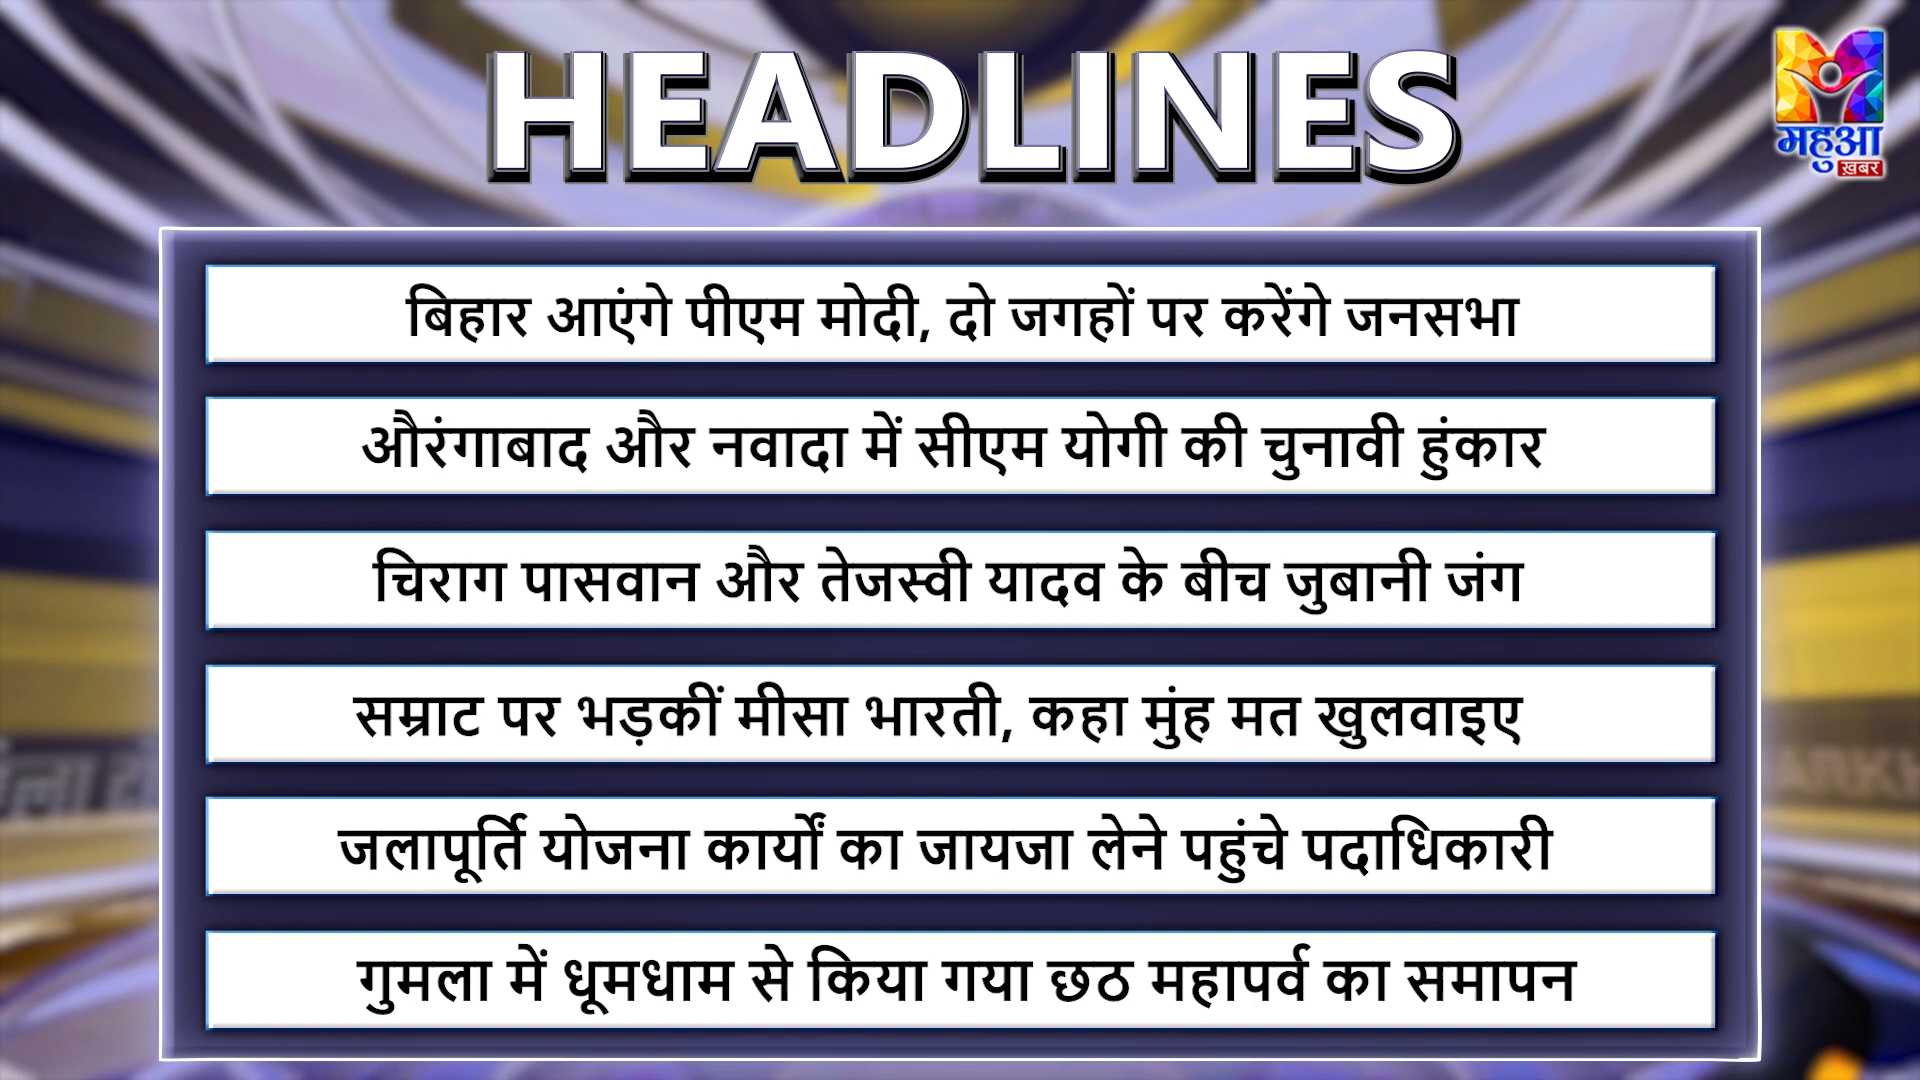 HEADLINES
महुआ
ख़बर
बिहार आएंगे पीएम मोदी, दो जगहों पर करेंगे जनसभा
औरंगाबाद और नवादा में सीएम योगी की चुनावी हुंकार
चिराग पासवान और तेजस्वी यादव के बीच जुबानी जंग
सम्राट पर भड़कीं मीसा भारती, कहा मुंह मत खुलवाइए
जलापूर्ति योजना कार्यों का जायजा लेने पहुंचे पदाधिकारी
गुमला में धूमधाम से किया गया छठ महापर्व का समापन